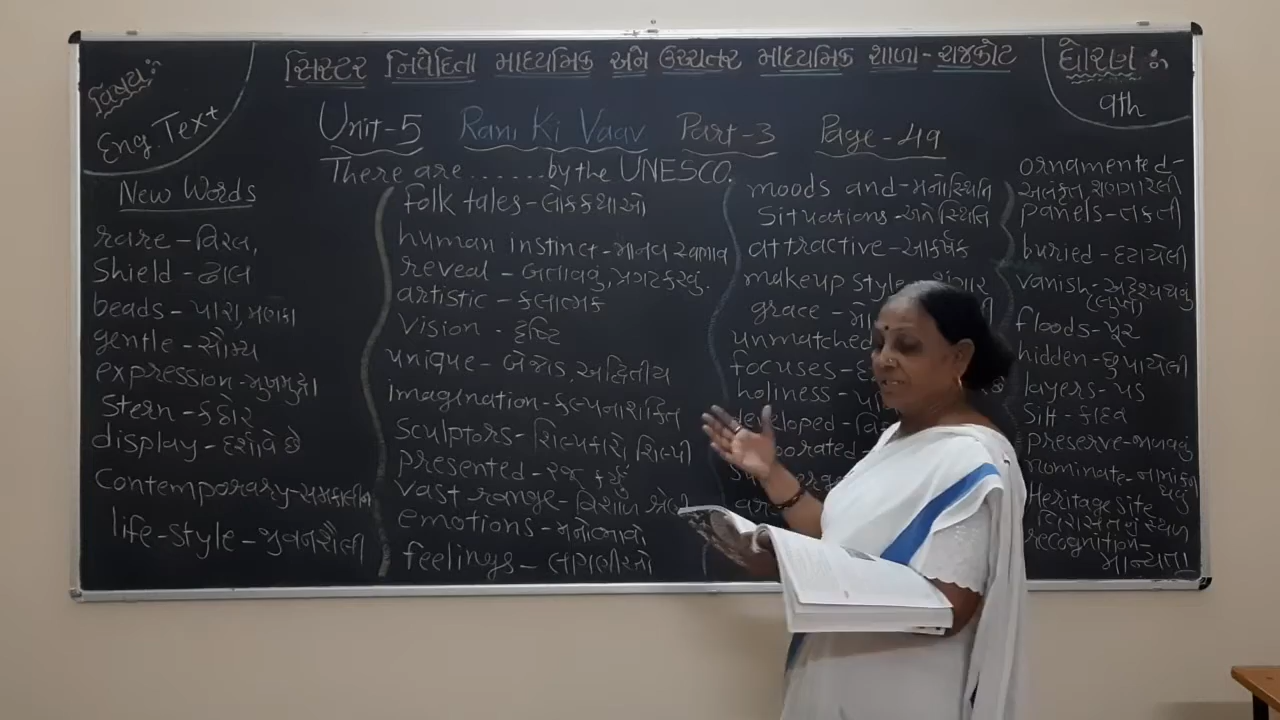 વિષય:
Eng. Text
સિસ્ટર નિવેદિતા માધ્યમિક અને ઉચ્ચતર માધ્યમિક શાળા - રાજકોટ
ધોરણ:
9th
Unit-5 Rani Ki Vaav Part-3 Page-49
There are ...... by the UNESCO.
New Words
rare - વિરલ,
Shield - ઢાલ
beads - પારા, મણકા
gentle - સૌમ્ય
expression - મુખમુદ્રા
Stern - કઠોર
display - દર્શાવે છે
Contemporary - સમકાલીન
life-style - જીવનશૈલી
folk tales - લોકકથાઓ
human instinct - માનવ સ્વભાવ
reveal - બતાવવું, પ્રગટ કરવું.
artistic - કલાત્મક
vision - દ્રષ્ટિ
unique - બેજોડ, અદ્વિતીય
imagination - કલ્પનાશક્તિ
Sculptors - શિલ્પકારો, શિલ્પી
presented - રજૂ કર્યું
vast range - વિશાળ
emotions - મનોભાવો
feelings - લાગણીઓ
moods and - મનોસ્થિતિ
Situations - અને સ્થિતિ
attractive - આકર્ષક
makeup style
grace
unmatched
focuses
holiness
developed
ornamented -
અલંકૃત શણગારેલી
panels - તકતી
buried - દટાયેલી
vanish - અદ્રશ્ય થવું
(લુપ્ત)
floods - પૂર
hidden - છુપાયેલી
layers - પડ
Silt - કાદવ
preserve - જાળવવું
nominate - નામાંકન
થવું
Heritage site
વિરાસતનું સ્થળ
recognition -
માન્યતા